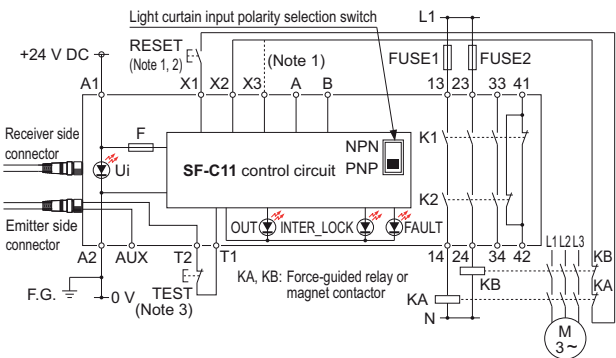 Light curtain input polarity selection switch
L1
RESET
(Note 1, 2)
(Note 1)
+24 V DC
FUSE1
FUSE2
A1
X1
X2
X3
A
B
13
23
33
41
Receiver side
connector
F
Ui
SF-C11 control circuit
NPN
PNP
K1
K2
OUT
INTER_LOCK
FAULT
Emitter side
connector
A2
AUX
T2
T1
14
24
34
42
L1
L2
L3
KB
KA
F.G.
0 V
TEST
(Note 3)
KA, KB: Force-guided relay or
magnet contactor
KB
KA
N
M
3~